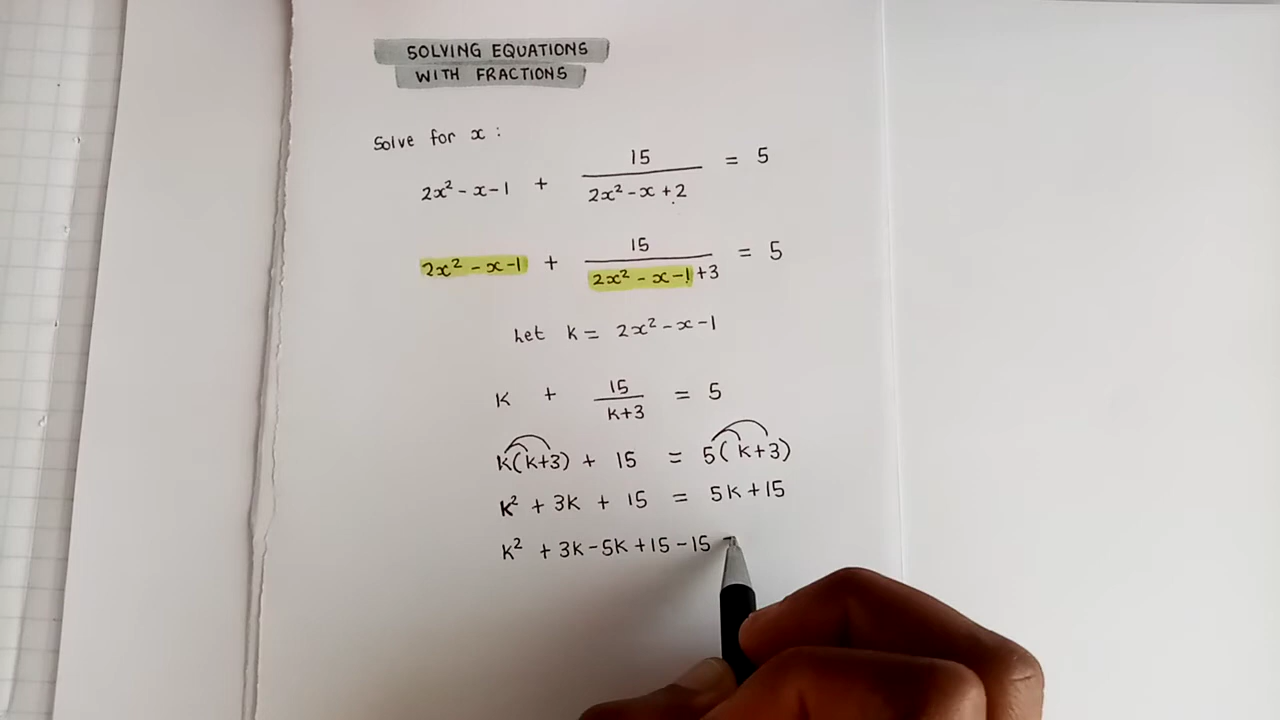 SOLVING EQUATIONS
WITH FRACTIONS
Solve for x :
2x² - x - 1 + 15/(2x² - x + 2) = 5
2x² - x - 1 + 15/(2x² - x - 1 + 3) = 5
Let k = 2x² - x - 1
k + 15/(k+3) = 5
k(k+3) + 15 = 5(k+3)
k² + 3k + 15 = 5k + 15
k² + 3k - 5k + 15 - 15